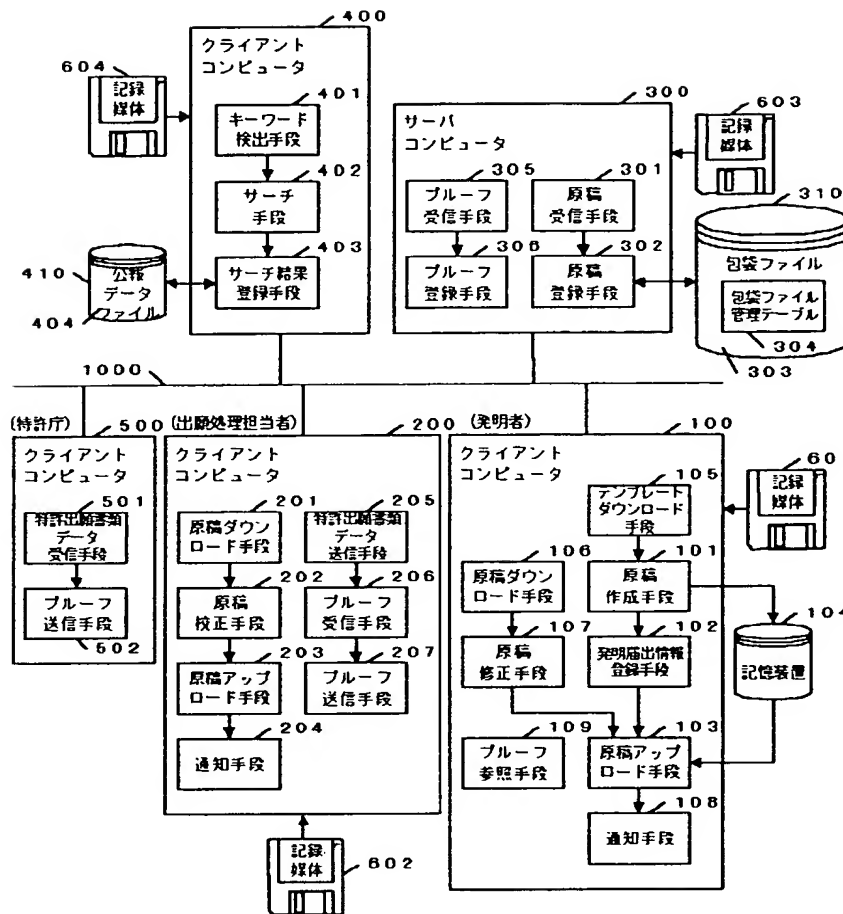 400
クライアント
コンピュータ
604
記録
媒体
401
キーワード
検出手段
402
サーチ
手段
403
サーチ結果
登録手段
410
公報
データ
ファイル
404
300
サーバ
コンピュータ
603
記録
媒体
305
プルーフ
受信手段
301
原稿
受信手段
306
プルーフ
登録手段
302
原稿
登録手段
310
包袋ファイル
包袋ファイル
管理テーブル
304
303
1000
(特許庁)
500
クライアント
コンピュータ
501
特許出願書類
データ
受信手段
プルーフ
送信手段
502
(出願処理担当者)
200
クライアント
コンピュータ
201
原稿ダウン
ロード手段
205
特許出願書類
データ
送信手段
202
原稿
校正手段
206
プルーフ
受信手段
203
原稿アップ
ロード手段
207
プルーフ
送信手段
204
通知手段
記録
媒体
602
(発明者)
100
クライアント
コンピュータ
60
記録
媒体
105
テンプレート
ダウンロード
手段
106
原稿ダウン
ロード手段
101
原稿
作成手段
107
原稿
修正手段
102
発明届出情報
登録手段
104
記憶装置
109
プルーフ
参照手段
103
原稿アップ
ロード手段
108
通知手段